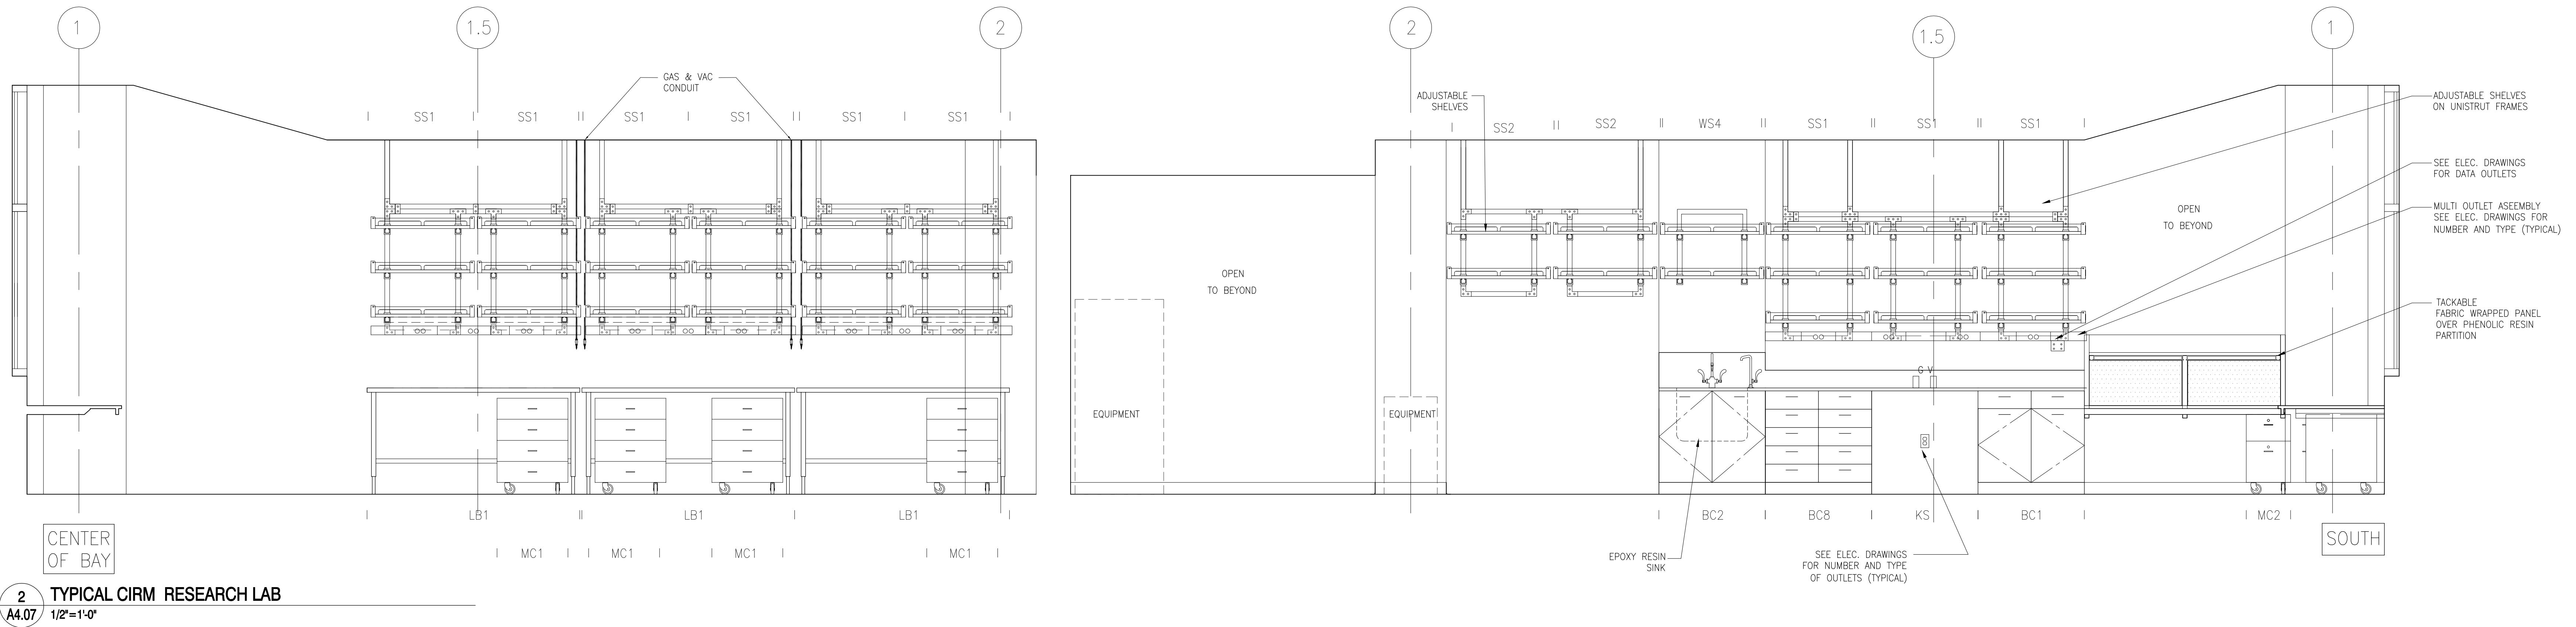 1
1.5
2
GAS & VAC
CONDUIT
SS1
SS1
SS1
SS1
SS1
SS1
LB1
LB1
LB1
MC1
MC1
MC1
MC1
CENTER
OF BAY
2
1.5
1
ADJUSTABLE
SHELVES
SS2
SS2
WS4
SS1
SS1
SS1
ADJUSTABLE SHELVES
ON UNISTRUT FRAMES
SEE ELEC. DRAWINGS
FOR DATA OUTLETS
MULTI OUTLET ASEEMBLY
SEE ELEC. DRAWINGS FOR
NUMBER AND TYPE (TYPICAL)
OPEN
TO BEYOND
OPEN
TO BEYOND
TACKABLE
FABRIC WRAPPED PANEL
OVER PHENOLIC RESIN
PARTITION
G V
EQUIPMENT
EQUIPMENT
BC2
BC8
KS
BC1
MC2
SOUTH
EPOXY RESIN
SINK
SEE ELEC. DRAWINGS
FOR NUMBER AND TYPE
OF OUTLETS (TYPICAL)
2
A4.07
TYPICAL CIRM RESEARCH LAB
1/2"=1'-0"